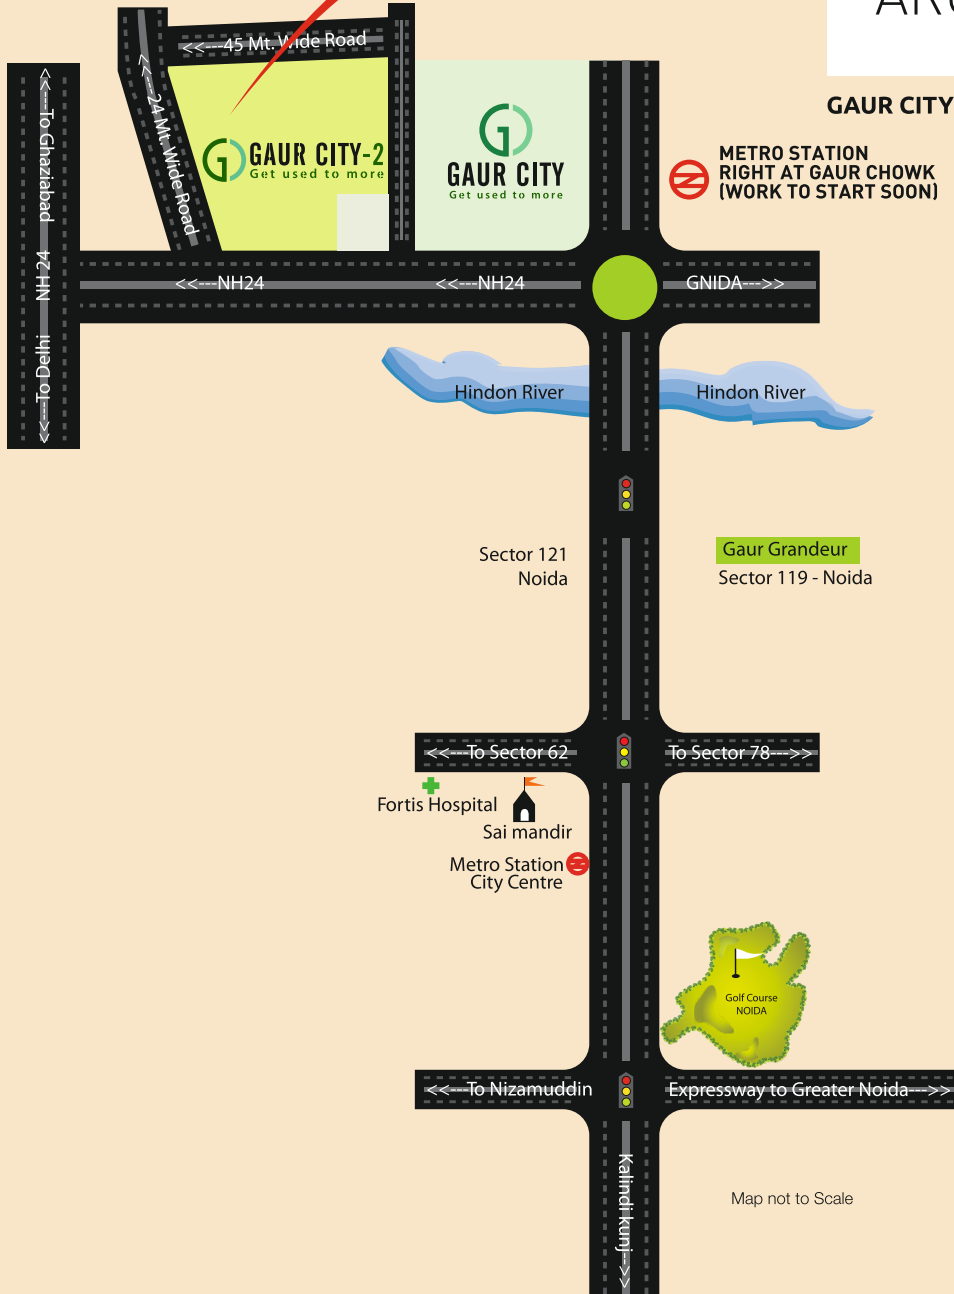 <<---45 Mt. Wide Road
<<---24 Mt. Wide Road
<----To Ghaziabad
NH 24
<----To Delhi
GAUR CITY-2
Get used to more
GAUR CITY
Get used to more
GAUR CITY
METRO STATION
RIGHT AT GAUR CHOWK
(WORK TO START SOON)
<<---NH24
<<---NH24
GNIDA--->>
Hindon River
Hindon River
Sector 121
Noida
Gaur Grandeur
Sector 119 - Noida
<<---To Sector 62
To Sector 78--->>
Fortis Hospital
Sai mandir
Metro Station
City Centre
Golf Course
NOIDA
<<---To Nizamuddin
Expressway to Greater Noida--->>
Kalindi kunj-->>
Map not to Scale